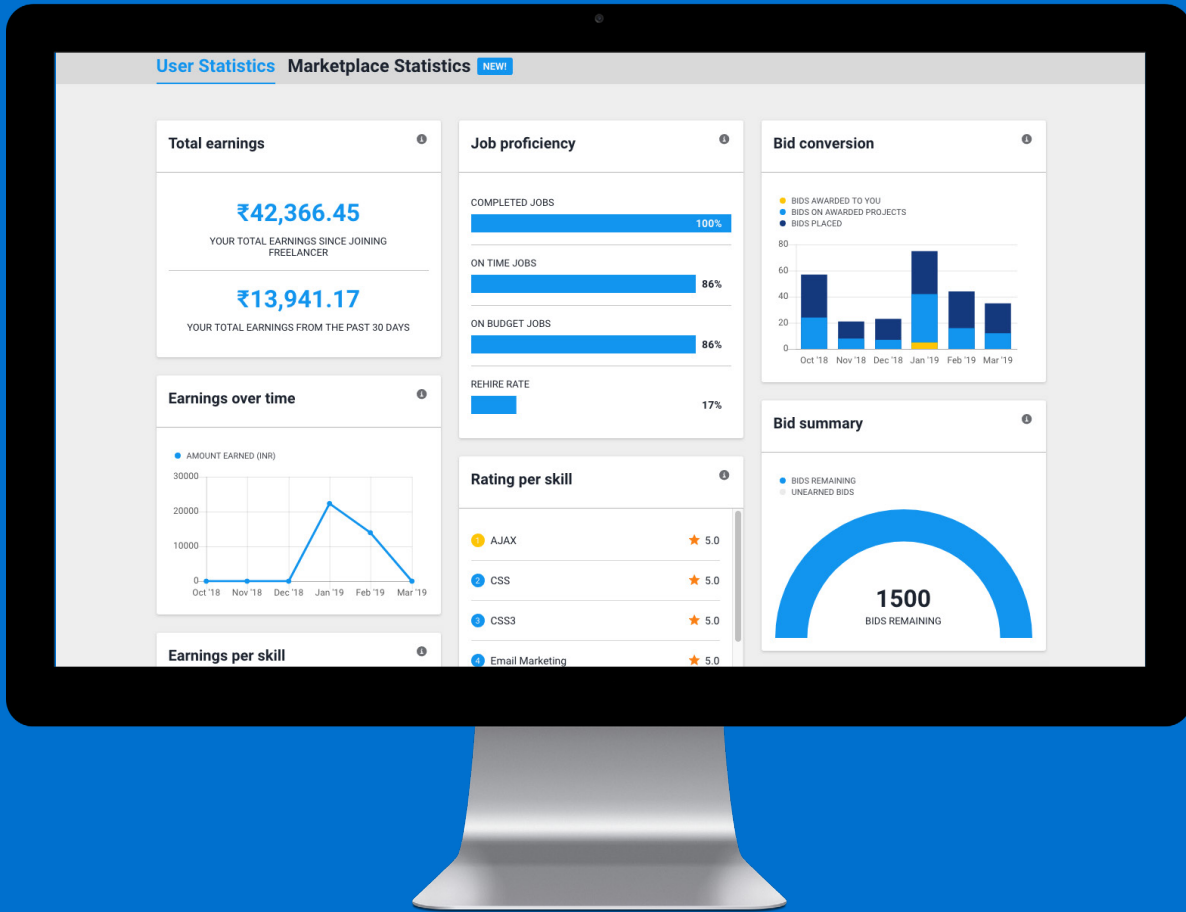 User Statistics Marketplace Statistics NEW!
Total earnings
₹42,366.45
YOUR TOTAL EARNINGS SINCE JOINING
FREELANCER
₹13,941.17
YOUR TOTAL EARNINGS FROM THE PAST 30 DAYS
Earnings over time
AMOUNT EARNED (INR)
30000
20000
10000
0
Oct '18 Nov '18 Dec '18 Jan '19 Feb '19 Mar '19
Earnings per skill
Job proficiency
COMPLETED JOBS
100%
ON TIME JOBS
86%
ON BUDGET JOBS
86%
REHIRE RATE
17%
Rating per skill
1 AJAX 5.0
2 CSS 5.0
3 CSS3 5.0
4 Email Marketing 5.0
Bid conversion
BIDS AWARDED TO YOU
BIDS ON AWARDED PROJECTS
BIDS PLACED
80
60
40
20
0
Oct '18 Nov '18 Dec '18 Jan '19 Feb '19 Mar '19
Bid summary
BIDS REMAINING
UNEARNED BIDS
1500
BIDS REMAINING